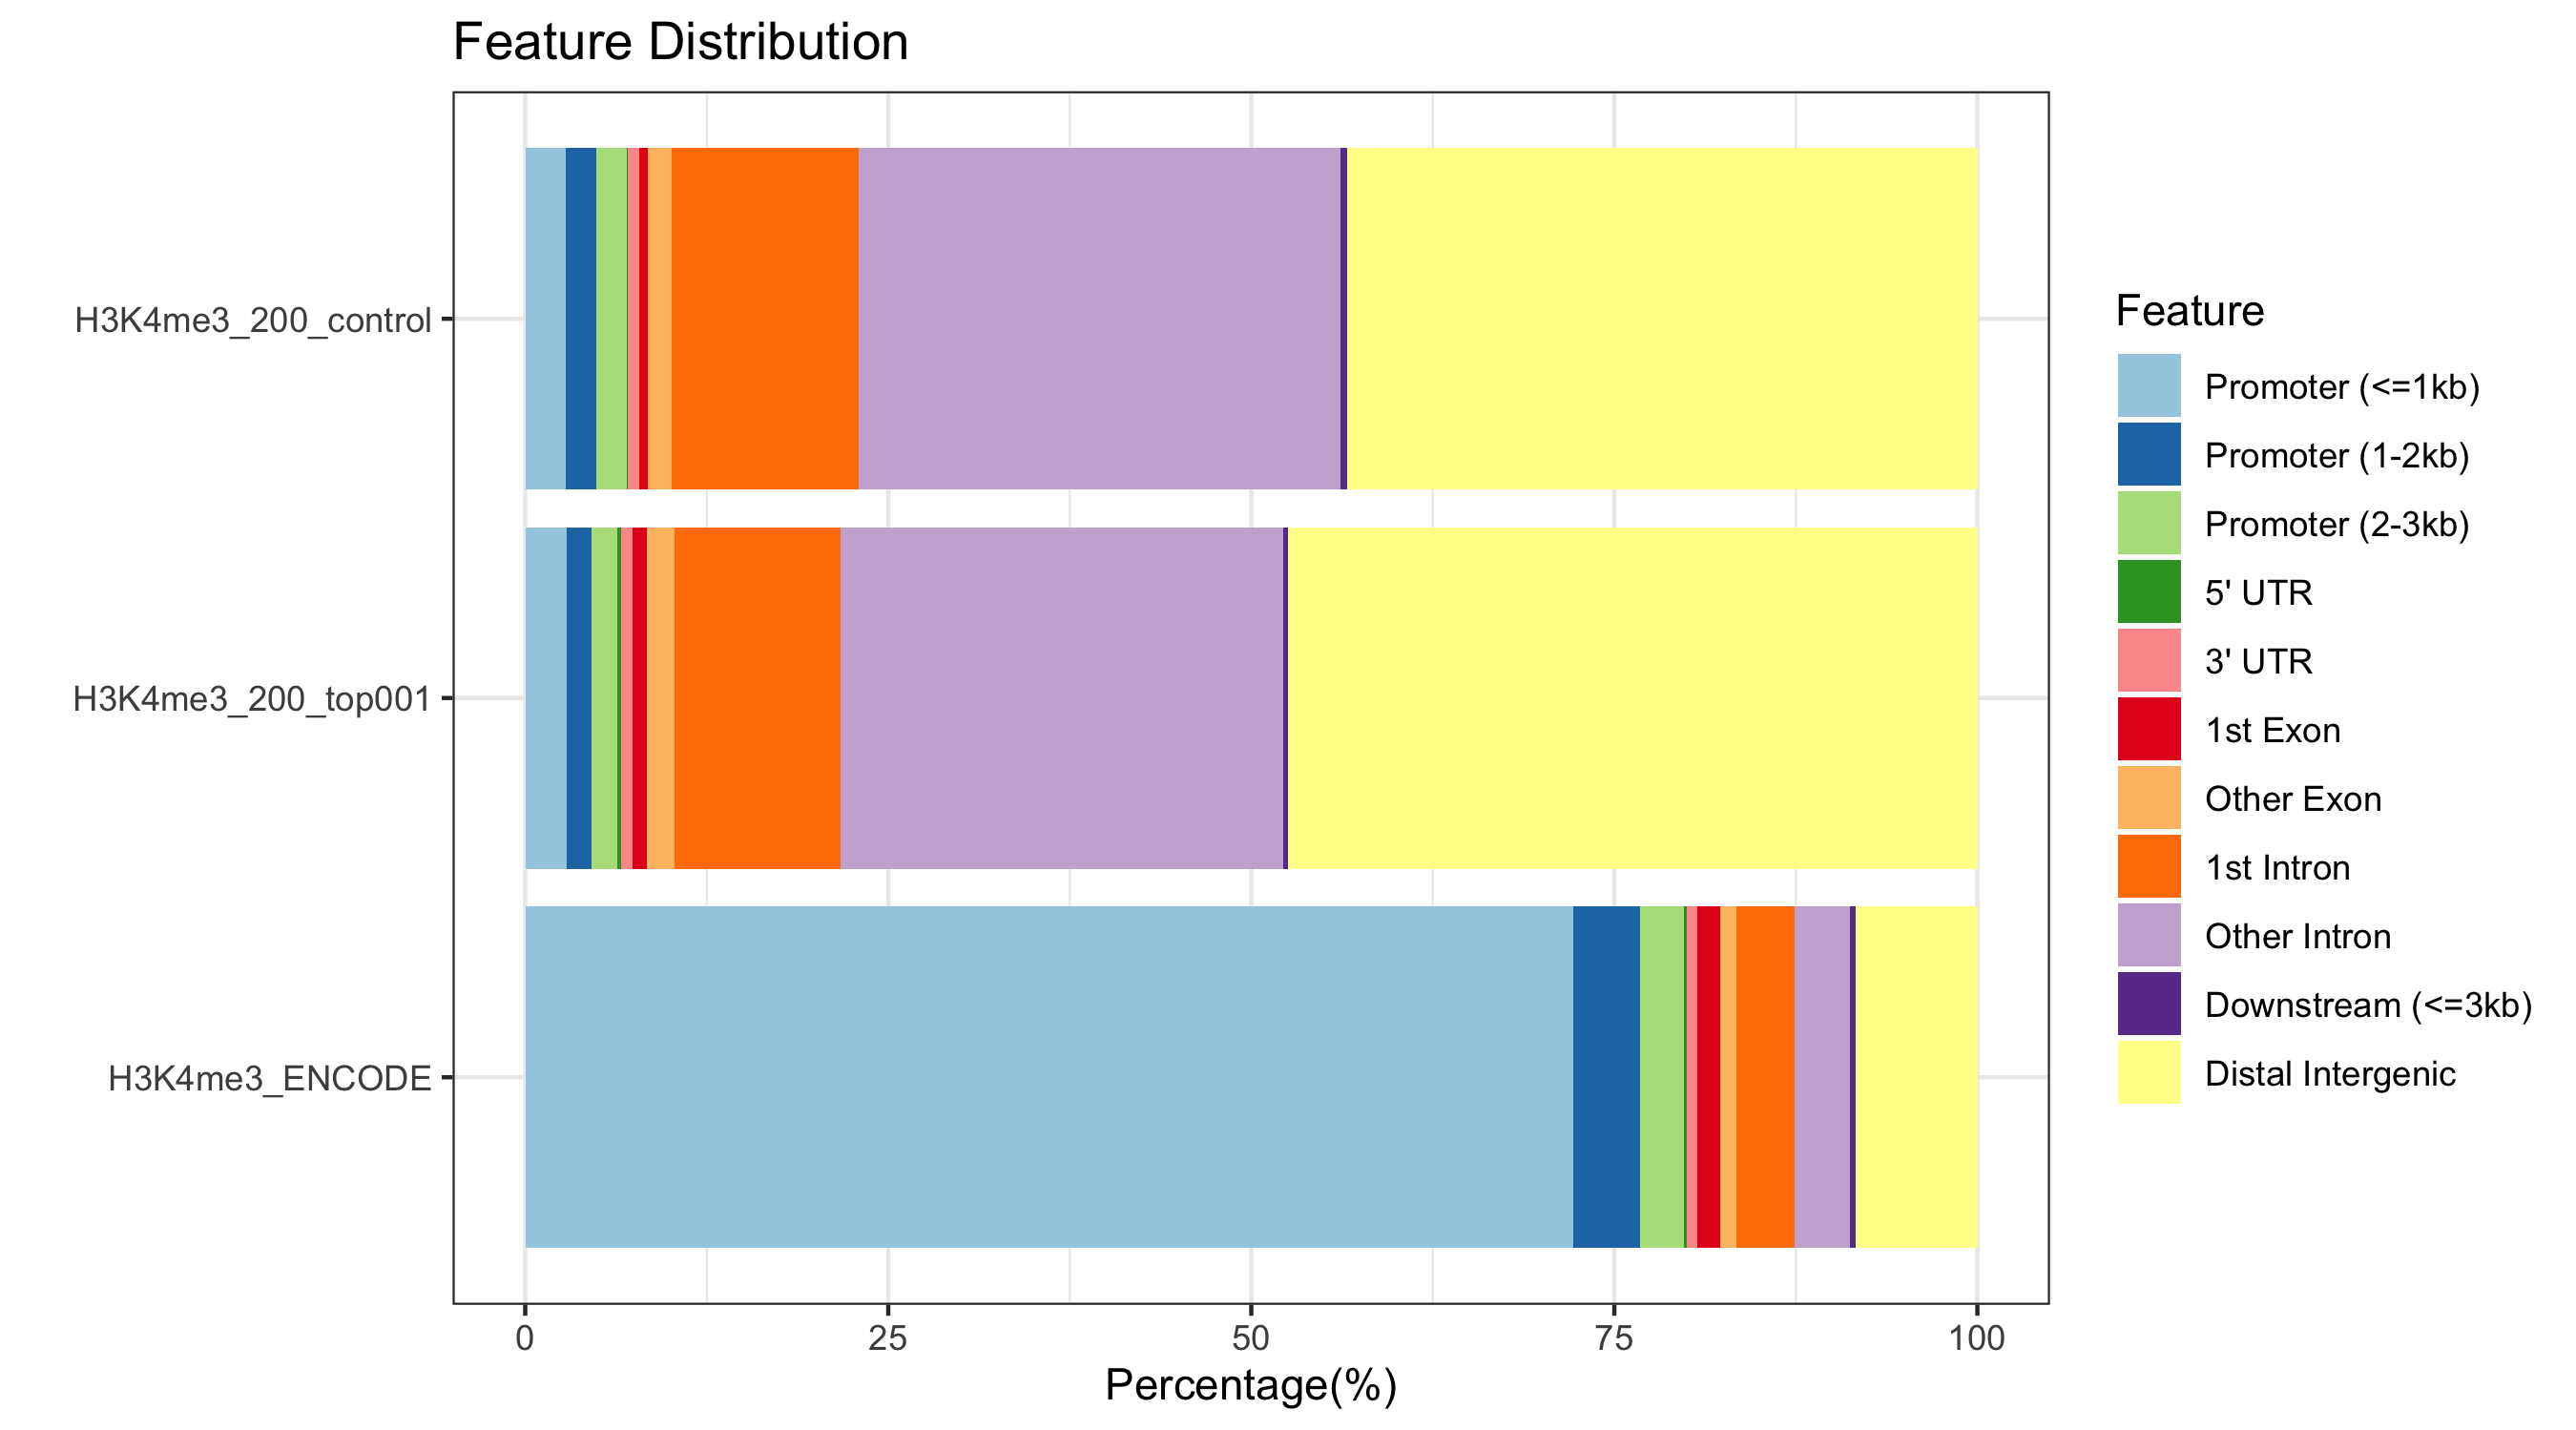 Feature Distribution
H3K4me3_200_control
H3K4me3_200_top001
H3K4me3_ENCODE
0 25 50 75 100
Percentage(%)
Feature
Promoter (<=1kb)
Promoter (1-2kb)
Promoter (2-3kb)
5' UTR
3' UTR
1st Exon
Other Exon
1st Intron
Other Intron
Downstream (<=3kb)
Distal Intergenic